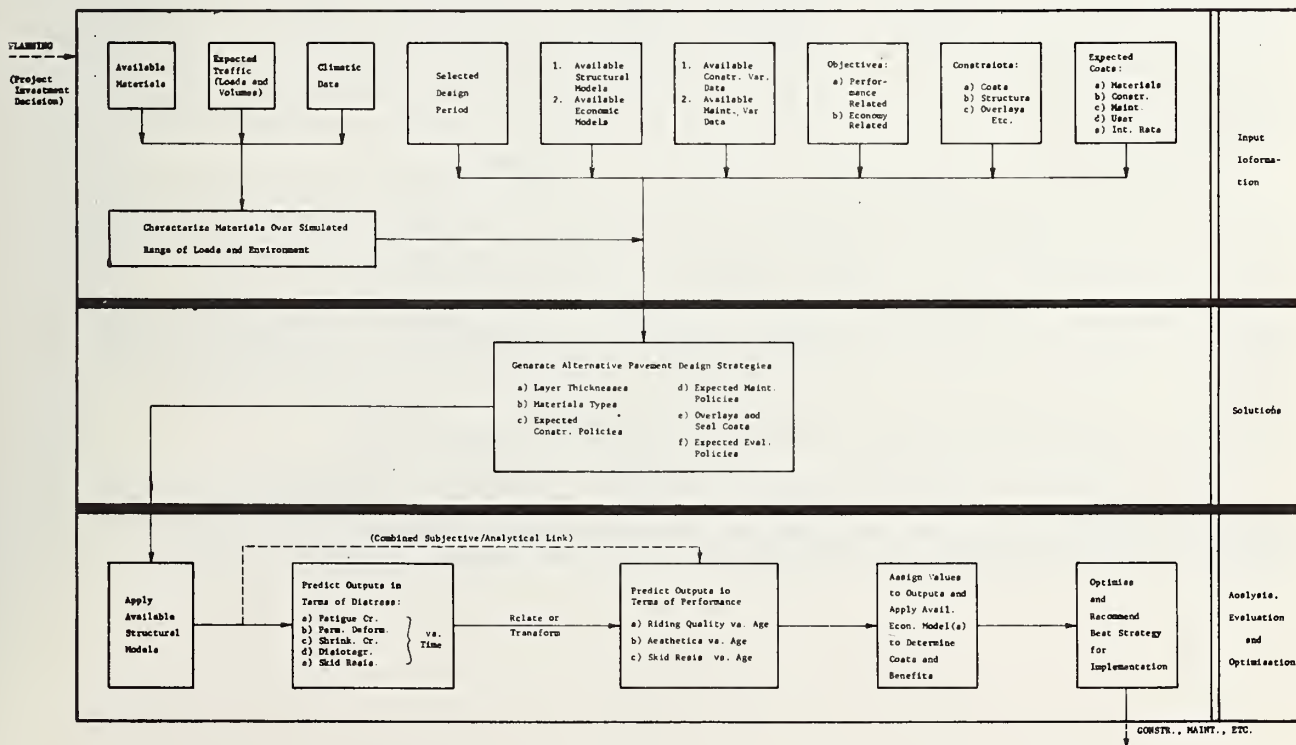 PLANNING
(Project
Investment
Decision)
Available
Materials
Expected
Traffic
(Loads and
Volumes)
Climatic
Data
Selected
Design
Period
1. Available
Structural
Models
2. Available
Economic
Models
1. Available
Constr. Var.
Data
2. Available
Maint. Var
Data
Objectives:
a) Perfor-
mance
Related
b) Economy
Related
Constraints:
a) Costs
b) Structural
c) Overlays
Etc.
Expected
Costs:
a) Materials
b) Constr.
c) Maint.
d) User
e) Int. Rate
Input
Informa-
tion
Characterize Materials Over Simulated
Range of Loads and Environment
Generate Alternative Pavement Design Strategies
a) Layer Thicknesses
b) Materials Types
c) Expected
Constr. Policies
d) Expected Maint.
Policies
e) Overlays and
Seal Costs
f) Expected Eval.
Policies
Solutions
(Combined Subjective/Analytical Link)
Apply
Available
Structural
Models
Predict Outputs in
Terms of Distress:
a) Fatigue Cr.
b) Perm. Deform.
c) Shrink. Cr.
d) Disintegr.
e) Skid Resis.
vs.
Time
Relate or
Transform
Predict Outputs in
Terms of Performance
a) Riding Quality vs. Age
b) Aesthetics vs. Age
c) Skid Resis vs. Age
Assign Values
to Outputs and
Apply Avail.
Econ. Model(s)
to Determine
Costs and
Benefits
Optimise
and
Recommend
Best Strategy
for
Implementation
Analysis,
Evaluation
and
Optimisation
CONSTR., MAINT., ETC.